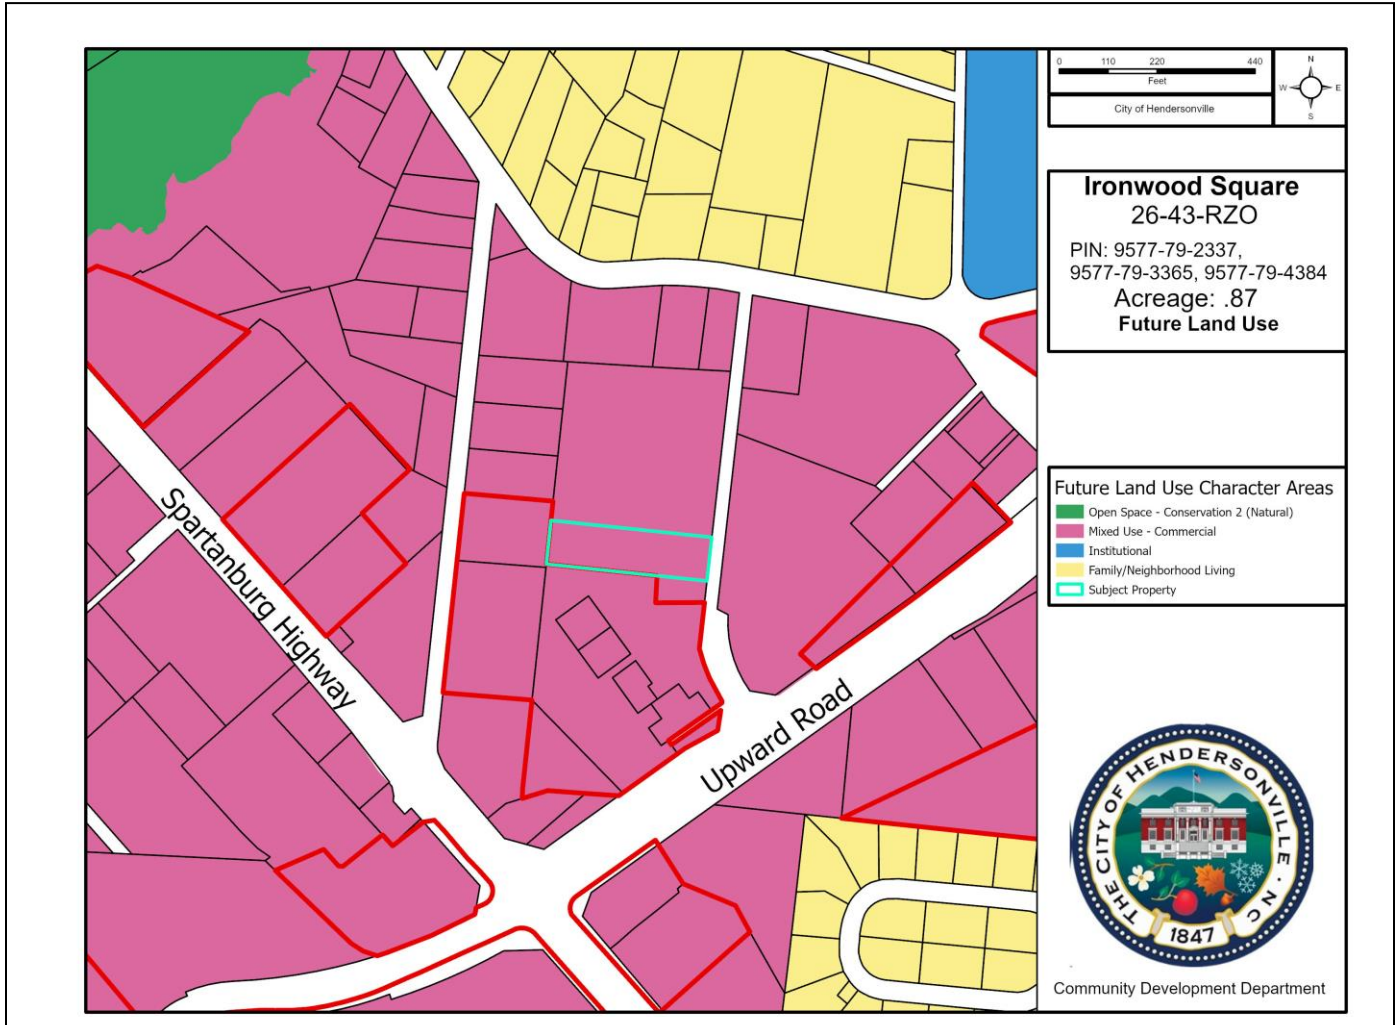 0 110 220 440
Feet
City of Hendersonville
N
W E
S
Ironwood Square
26-43-RZO
PIN: 9577-79-2337,
9577-79-3365, 9577-79-4384
Acreage: .87
Future Land Use
Future Land Use Character Areas
Open Space - Conservation 2 (Natural)
Mixed Use - Commercial
Institutional
Family/Neighborhood Living
Subject Property
Spartanburg Highway
Upward Road
THE CITY OF HENDERSONVILLE · NC
1847
Community Development Department